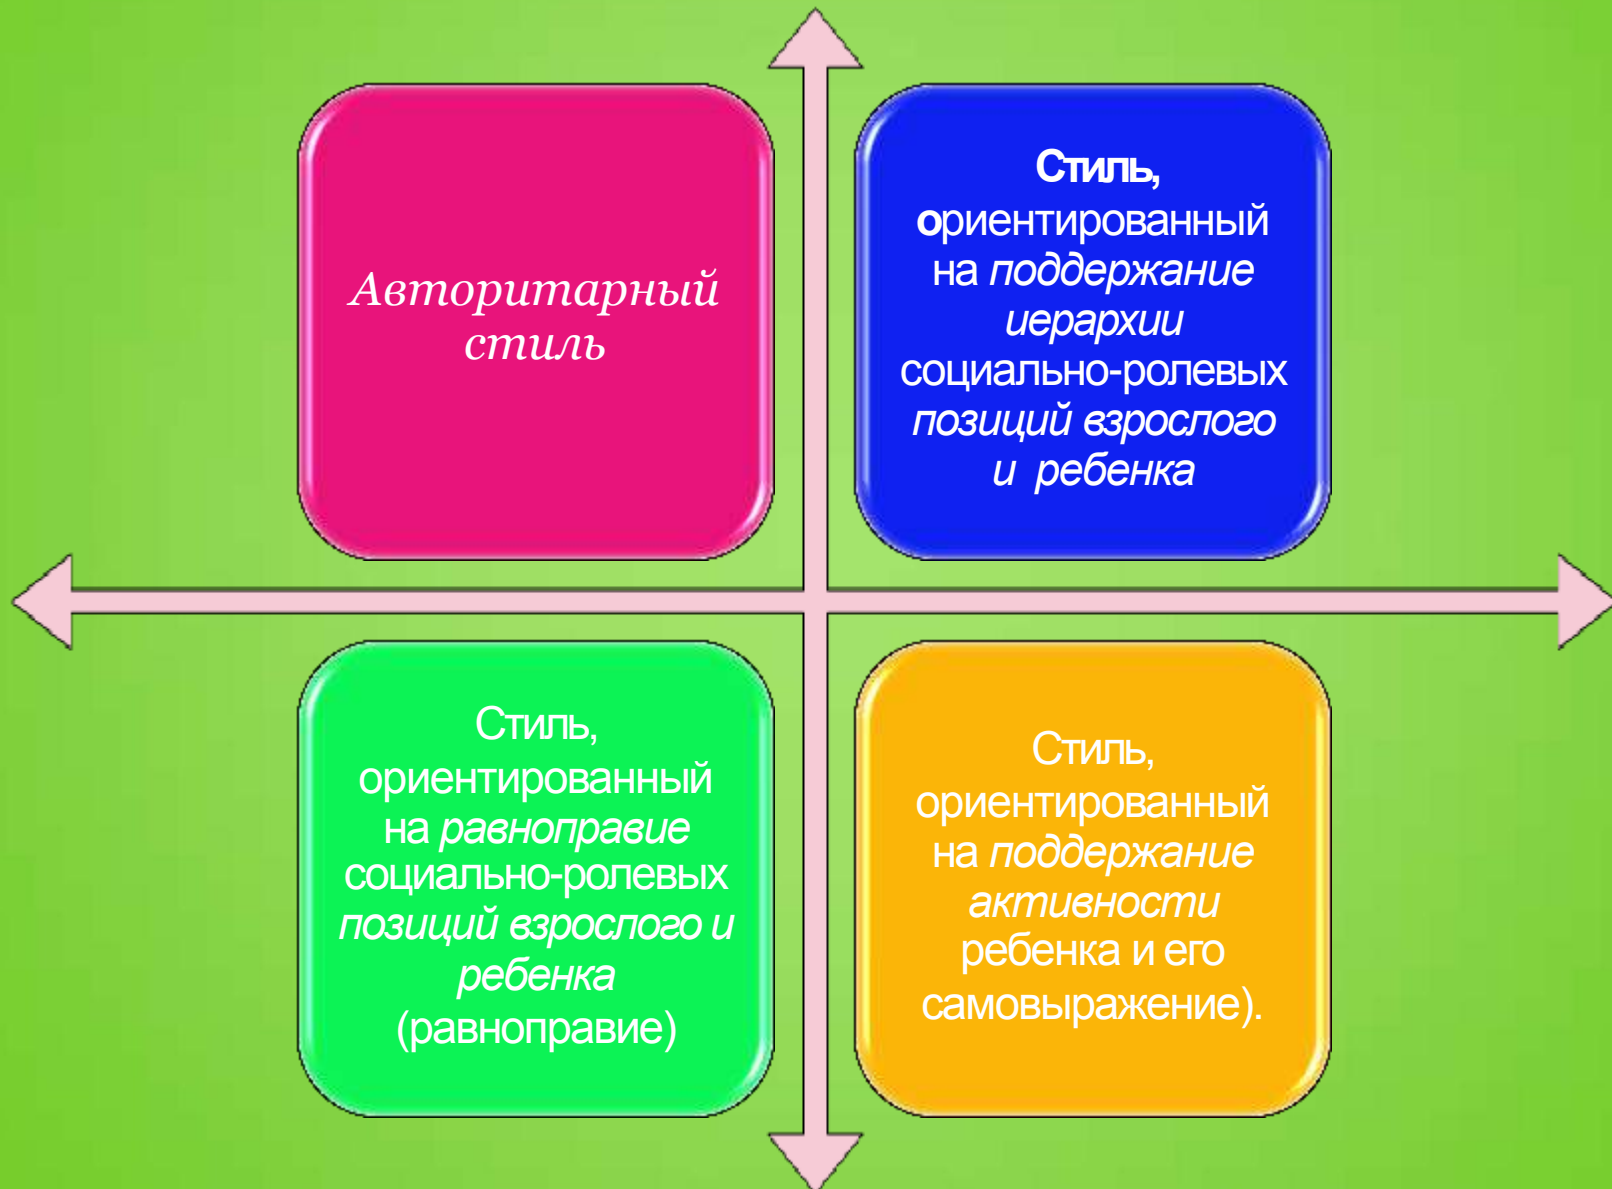 Авторитарный
стиль
Стиль,
ориентированный
на поддержание
иерархии
социально-ролевых
позиций взрослого
и ребенка
Стиль,
ориентированный
на равноправие
социально-ролевых
позиций взрослого и
ребенка
(равноправие)
Стиль,
ориентированный
на поддержание
активности
ребенка и его
самовыражение).